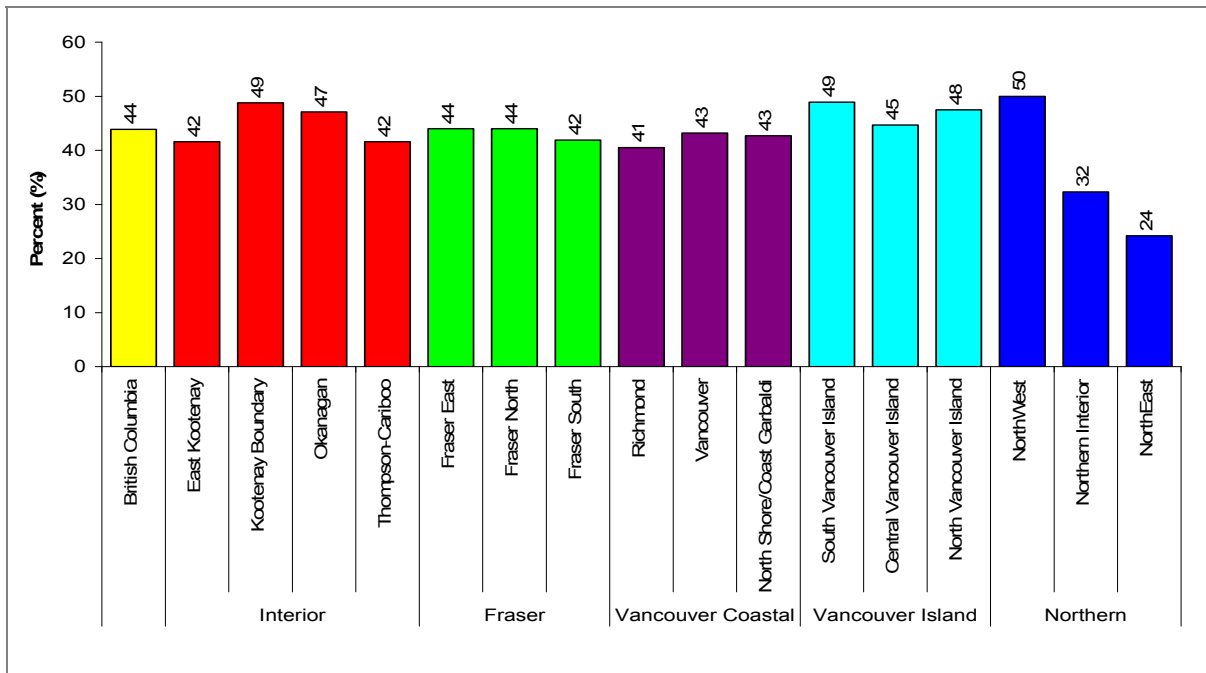 60
50
40
30
20
10
0
Percent (%)
44
42
49
47
42
44
44
42
41
43
43
49
45
48
50
32
24
British Columbia
East Kootenay
Kootenay Boundary
Okanagan
Thompson-Cariboo
Fraser East
Fraser North
Fraser South
Richmond
Vancouver
North Shore/Coast Garbaldi
South Vancouver Island
Central Vancouver Island
North Vancouver Island
NorthWest
Northern Interior
NorthEast
Interior
Fraser
Vancouver Coastal
Vancouver Island
Northern